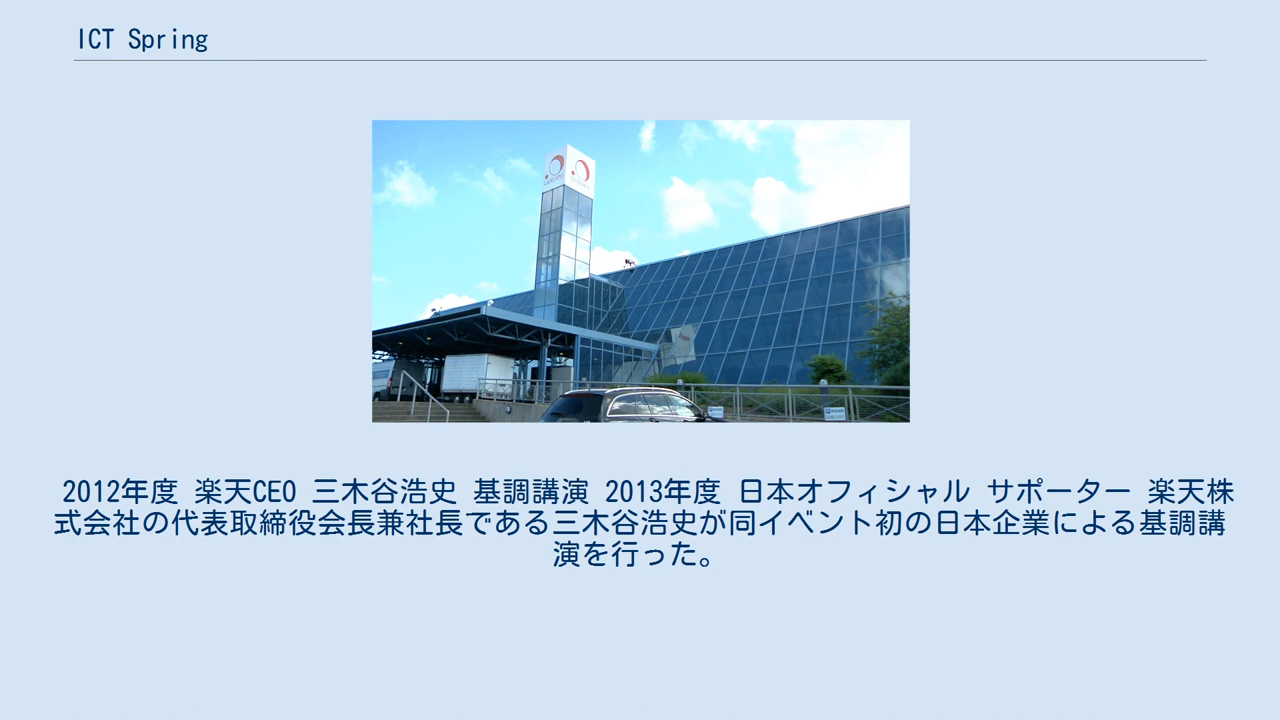 ICT Spring
2012年度 楽天CEO 三木谷浩史 基調講演 2013年度 日本オフィシャル サポーター 楽天株
式会社の代表取締役会長兼社長である三木谷浩史が同イベント初の日本企業による基調講
演を行った。